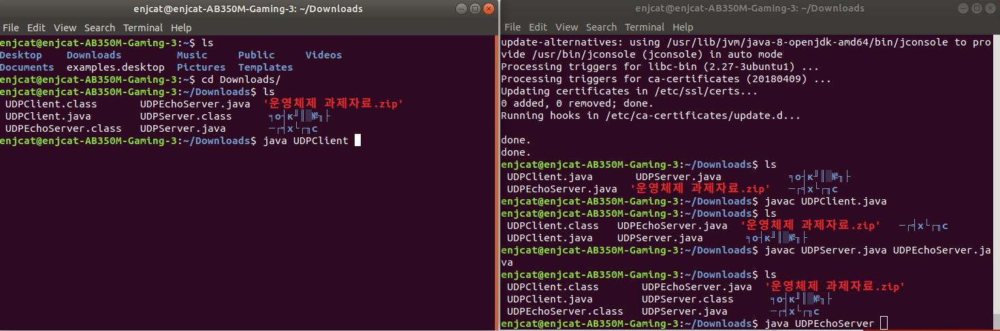 enjcat@enjcat-AB350M-Gaming-3: ~/Downloads
File Edit View Search Terminal Help
enjcat@enjcat-AB350M-Gaming-3:~$ ls
Desktop Downloads Music Public Videos
Documents examples.desktop Pictures Templates
enjcat@enjcat-AB350M-Gaming-3:~$ cd Downloads/
enjcat@enjcat-AB350M-Gaming-3:~/Downloads$ ls
UDPClient.class UDPEchoServer.java '운영체제 과제자료.zip'
UDPClient.java UDPServer.class
UDPEchoServer.class UDPServer.java
enjcat@enjcat-AB350M-Gaming-3:~/Downloads$ java UDPClient
enjcat@enjcat-AB350M-Gaming-3: ~/Downloads
File Edit View Search Terminal Help
update-alternatives: using /usr/lib/jvm/java-8-openjdk-amd64/bin/jconsole to pro
vide /usr/bin/jconsole (jconsole) in auto mode
Processing triggers for libc-bin (2.27-3ubuntu1) ...
Processing triggers for ca-certificates (20180409) ...
Updating certificates in /etc/ssl/certs...
0 added, 0 removed; done.
Running hooks in /etc/ca-certificates/update.d...
done.
done.
enjcat@enjcat-AB350M-Gaming-3:~/Downloads$ ls
UDPClient.java UDPServer.java
UDPEchoServer.java '운영체제 과제자료.zip'
enjcat@enjcat-AB350M-Gaming-3:~/Downloads$ javac UDPClient.java
enjcat@enjcat-AB350M-Gaming-3:~/Downloads$ ls
UDPClient.class UDPEchoServer.java '운영체제 과제자료.zip'
UDPClient.java UDPServer.java
enjcat@enjcat-AB350M-Gaming-3:~/Downloads$ javac UDPServer.java UDPEchoServer.ja
va
enjcat@enjcat-AB350M-Gaming-3:~/Downloads$ ls
UDPClient.class UDPEchoServer.java '운영체제 과제자료.zip'
UDPClient.java UDPServer.class
UDPEchoServer.class UDPServer.java
enjcat@enjcat-AB350M-Gaming-3:~/Downloads$ java UDPEchoServer